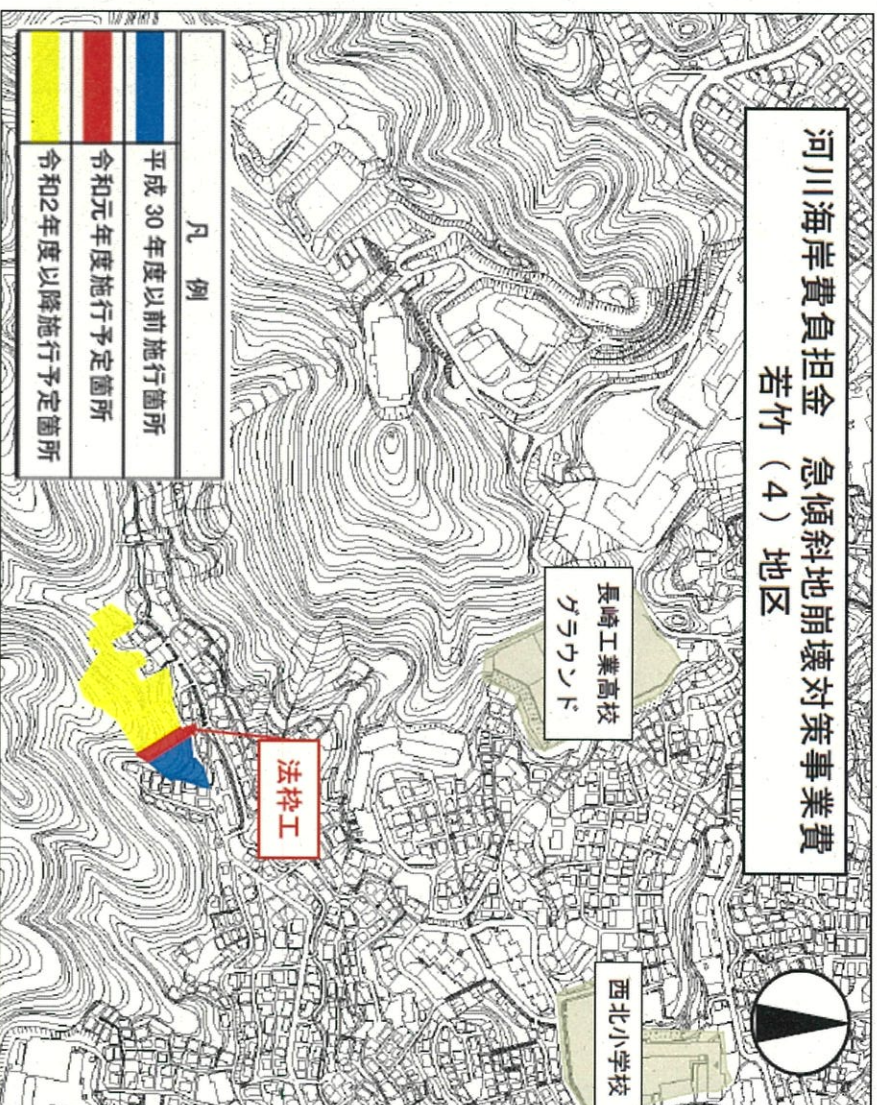 河川海岸費負担金　急傾斜地崩壊対策事業費
若竹（4）地区
長崎工業高校
グラウンド
西北小学校
法枠工
凡　例
平成 30 年度以前施行箇所
令和元年度施行予定箇所
令和2年度以降施行予定箇所